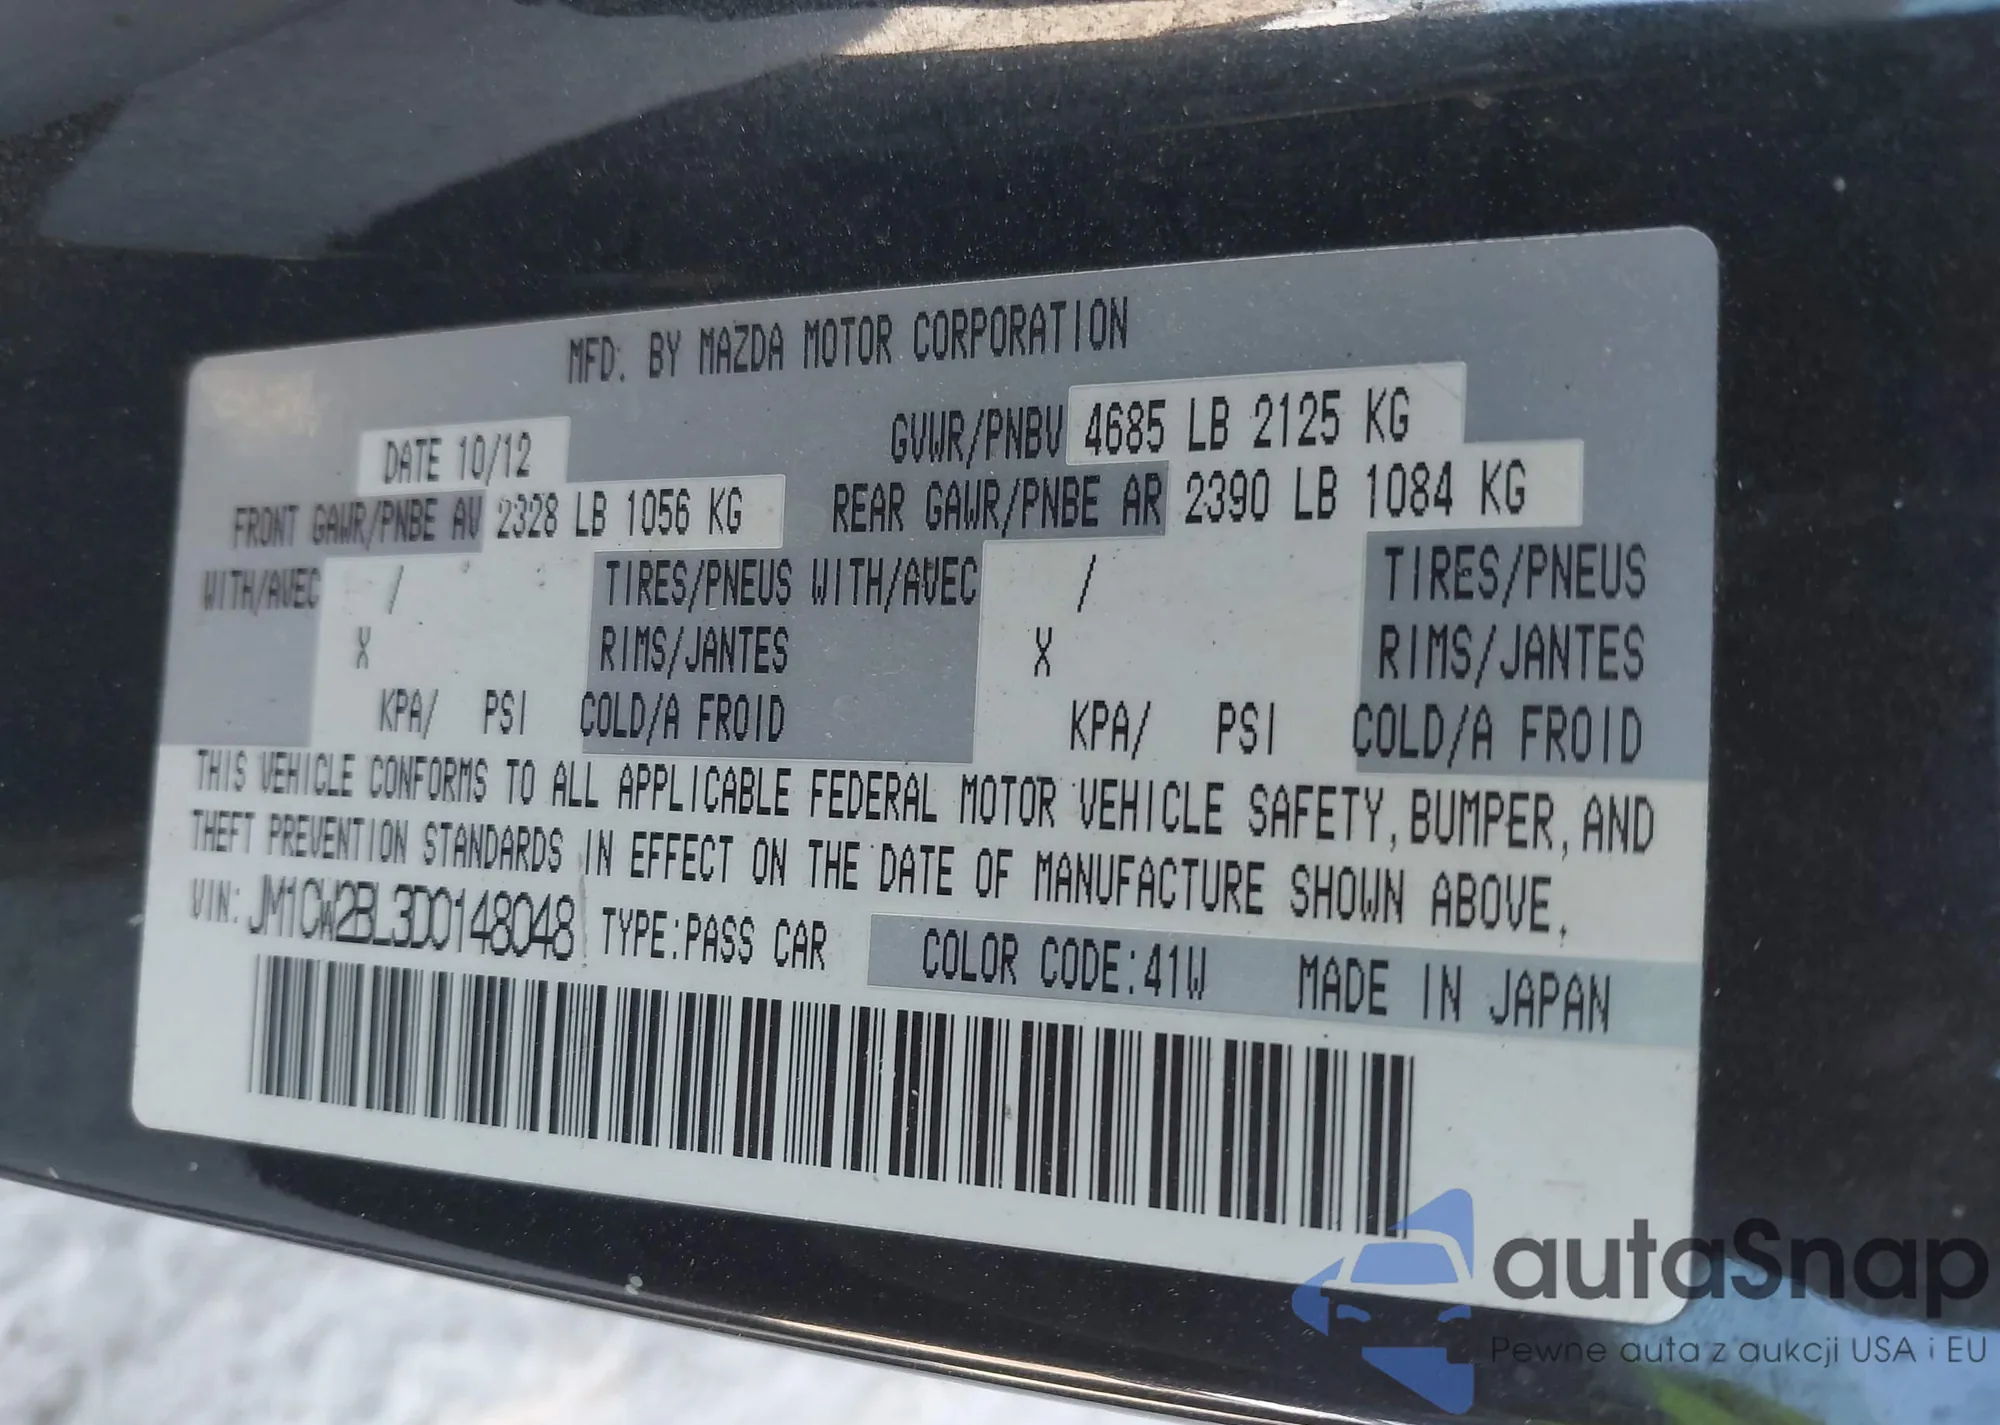 MFD. BY MAZDA MOTOR CORPORATION
DATE 10/12 GVWR/PNBV 4685 LB 2125 KG
FRONT GAWR/PNBE AV 2328 LB 1056 KG REAR GAWR/PNBE AR 2390 LB 1084 KG
WITH/AVEC / TIRES/PNEUS WITH/AVEC / TIRES/PNEUS
X RIMS/JANTES X RIMS/JANTES
KPA/ PSI COLD/A FROID KPA/ PSI COLD/A FROID
THIS VEHICLE CONFORMS TO ALL APPLICABLE FEDERAL MOTOR VEHICLE SAFETY, BUMPER, AND
THEFT PREVENTION STANDARDS IN EFFECT ON THE DATE OF MANUFACTURE SHOWN ABOVE.
VIN: JM1CW2BL3D0148048 TYPE:PASS CAR COLOR CODE:41W MADE IN JAPAN
autaSnap
Pewne auta z aukcji USA i EU